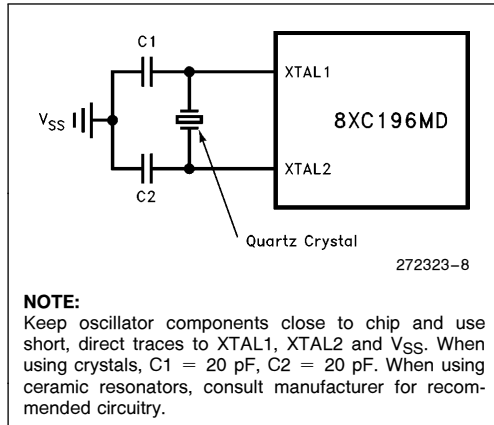 C1
XTAL1
8XC196MD
VSS
XTAL2
C2
Quartz Crystal
272323–8
NOTE:
Keep oscillator components close to chip and use
short, direct traces to XTAL1, XTAL2 and VSS. When
using crystals, C1 = 20 pF, C2 = 20 pF. When using
ceramic resonators, consult manufacturer for recom-
mended circuitry.